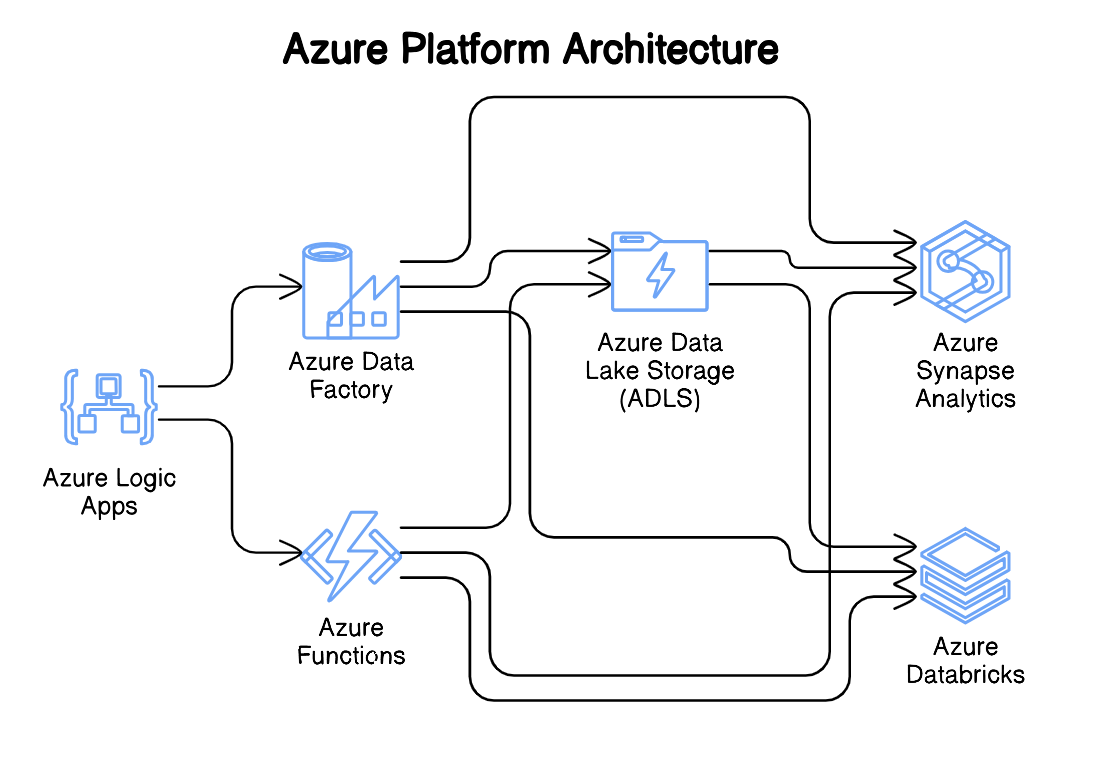 Azure Platform Architecture
Azure Data
Factory
Azure Data
Lake Storage
(ADLS)
Azure
Synapse
Analytics
Azure Logic
Apps
Azure
Functions
Azure
Databricks